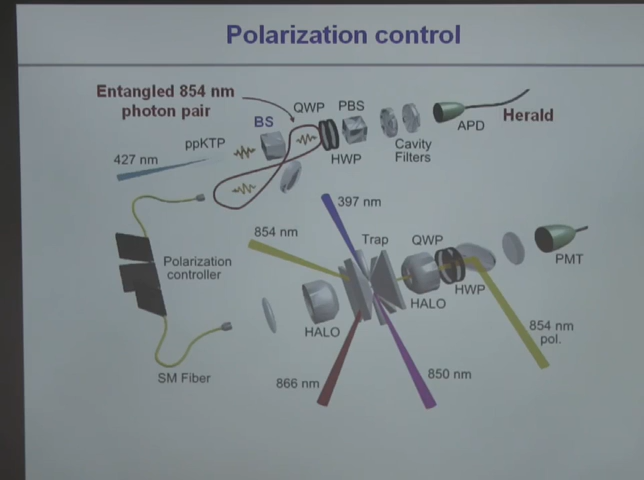 Polarization control
Entangled 854 nm
photon pair
QWP
PBS
BS
Herald
APD
ppKTP
HWP
Cavity
Filters
427 nm
397 nm
854 nm
Trap
QWP
Polarization
controller
PMT
HWP
HALO
HALO
854 nm
pol.
SM Fiber
866 nm
850 nm